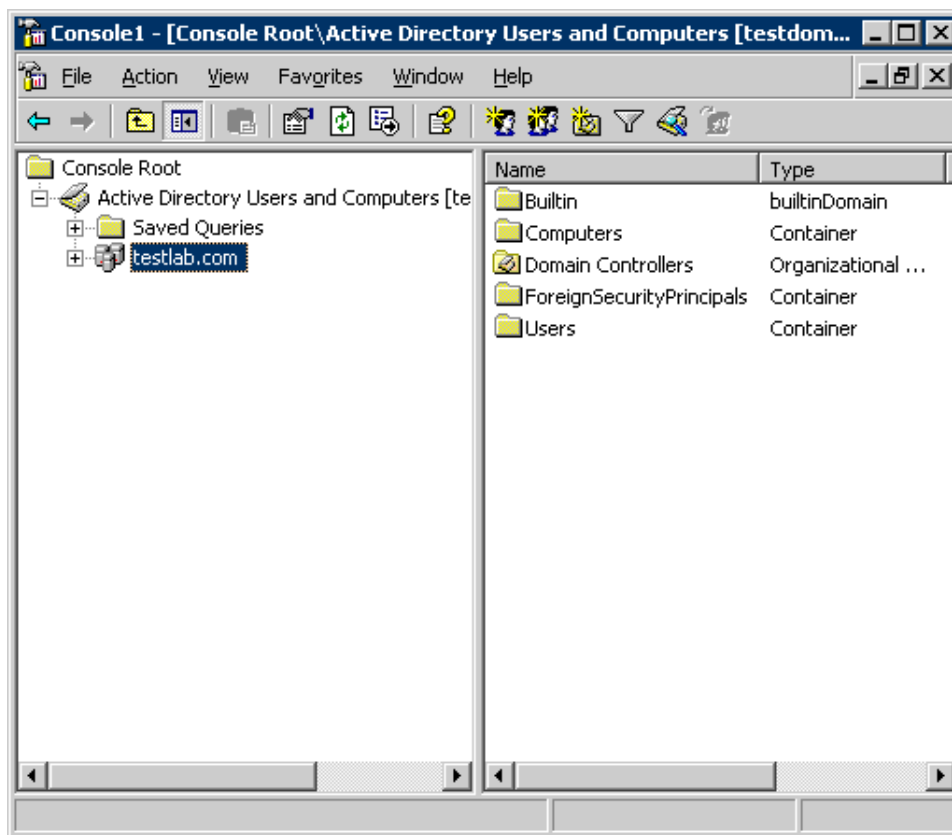 Console1 - [Console Root\Active Directory Users and Computers [testdom...
File Action View Favorites Window Help
Console Root
Active Directory Users and Computers [te
Saved Queries
testlab.com
Name Type
Builtin builtinDomain
Computers Container
Domain Controllers Organizational ...
ForeignSecurityPrincipals Container
Users Container